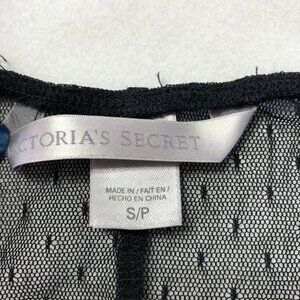 CTORIA'S SECRET
MADE IN / FAIT EN /
HECHO EN CHINA
S/P